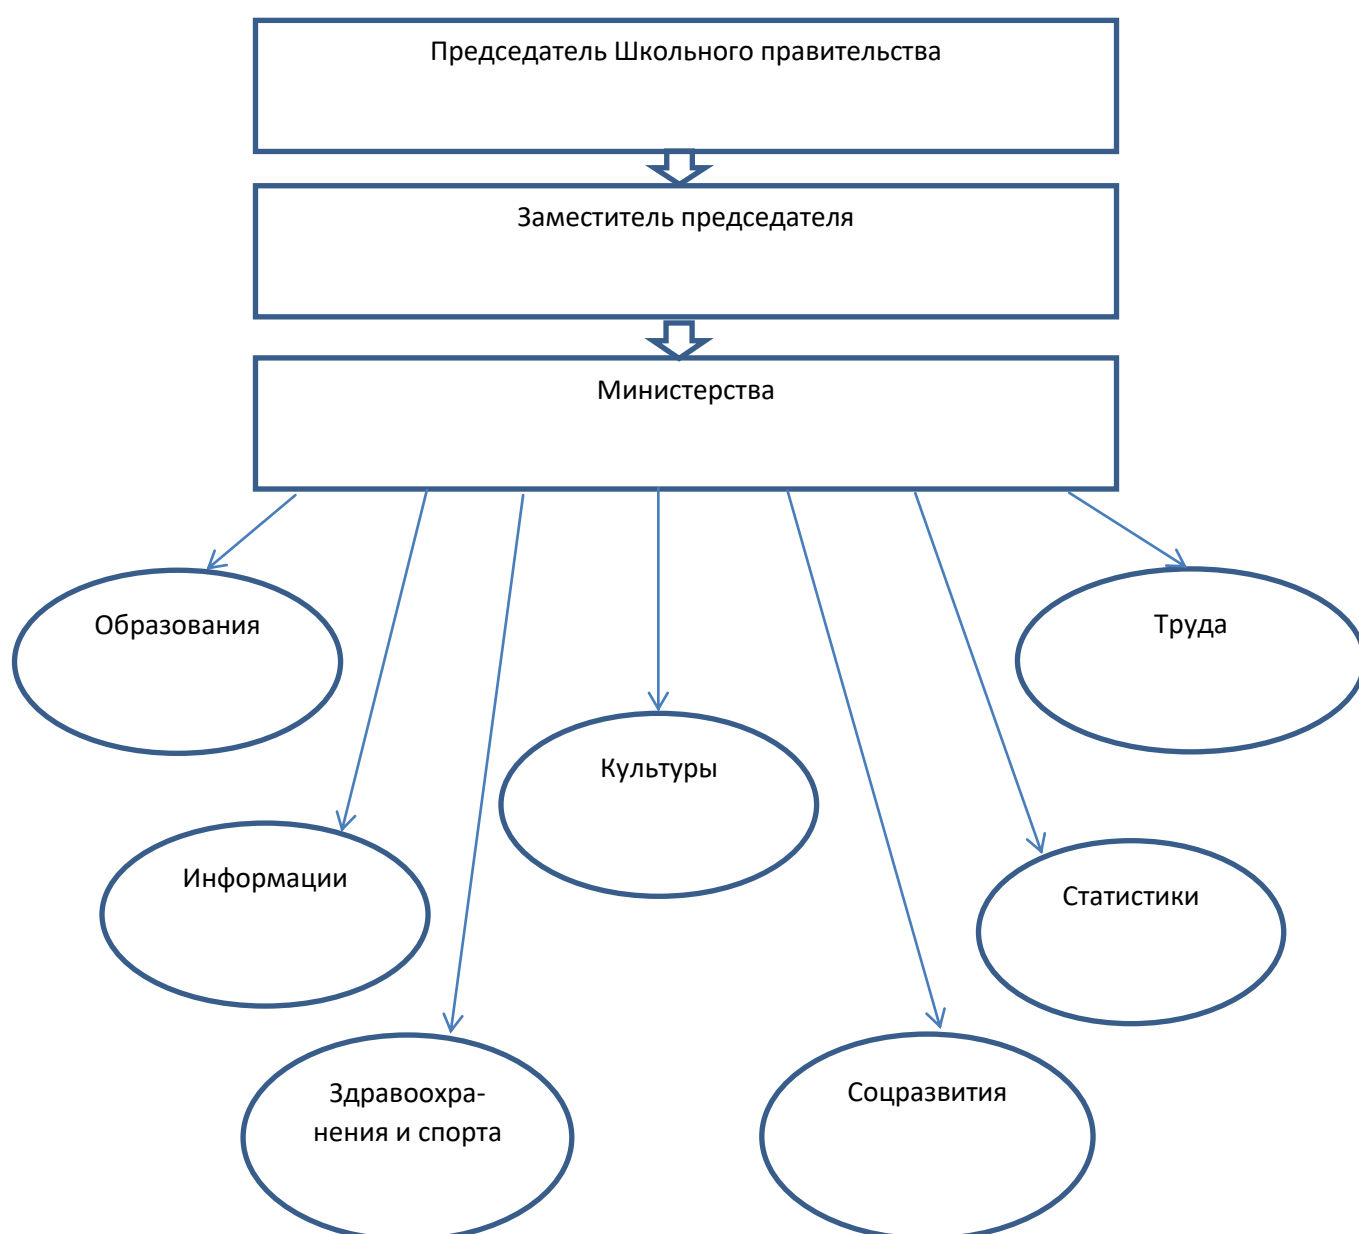 Председатель Школьного правительства
Заместитель председателя
Министерства
Образования
Труда
Культуры
Информации
Статистики
Здравоохра-
нения и спорта
Соцразвития